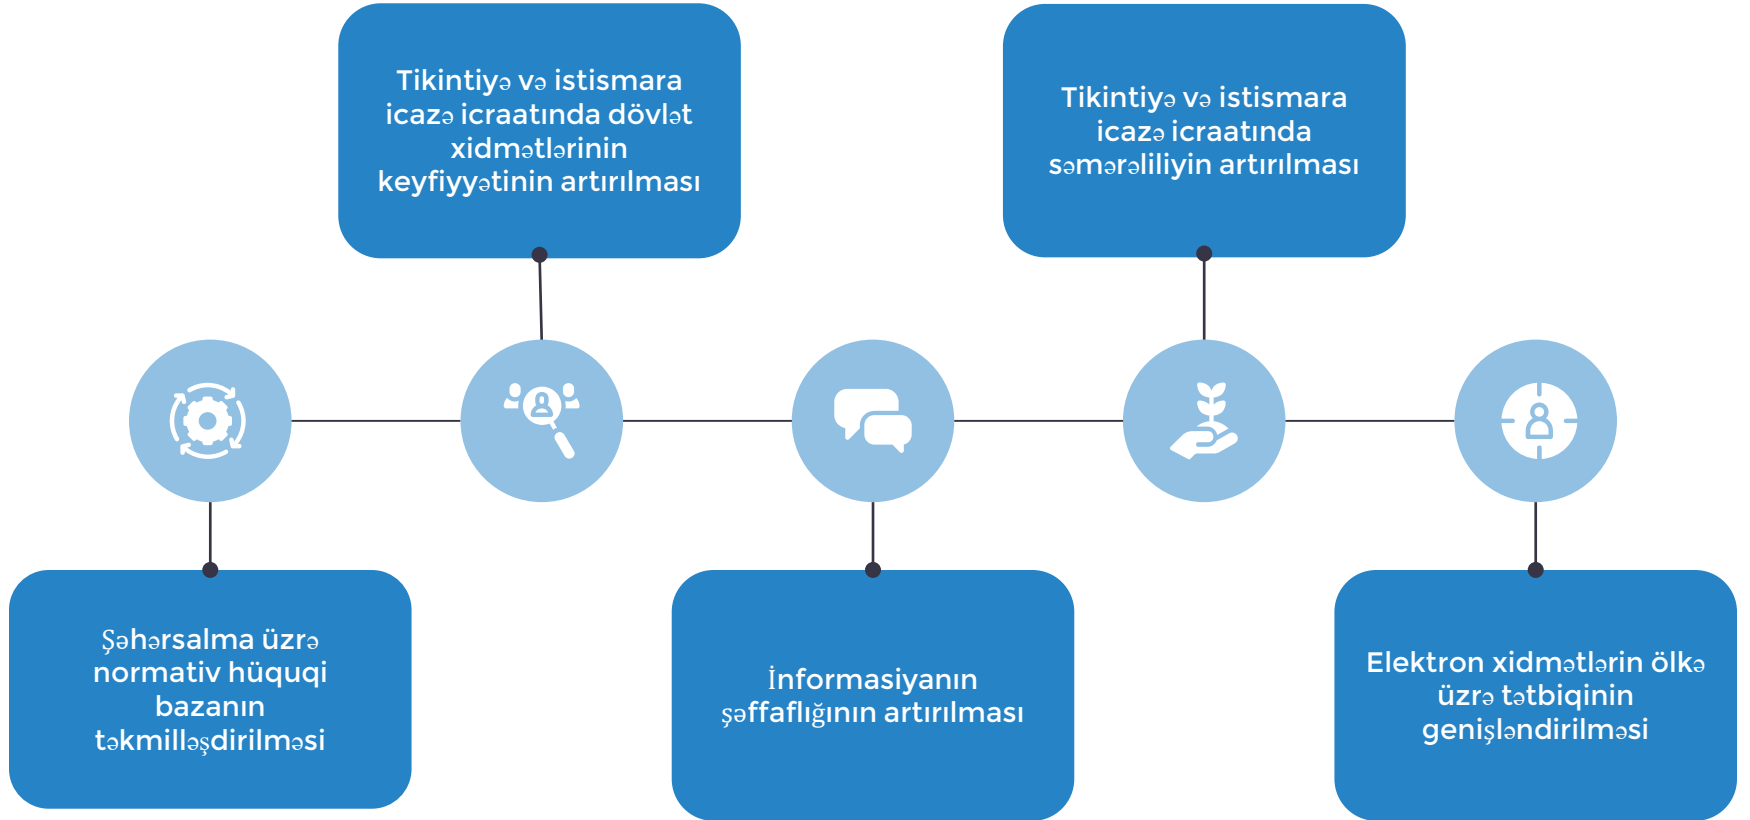 Tikintiyə və istismara
icazə icraatında dövlət
xidmətlərinin
keyfiyyətinin artırılması
Tikintiyə və istismara
icazə icraatında
səmərəliliyin artırılması
Şəhərsalma üzrə
normativ hüquqi
bazanın
təkmilləşdirilməsi
İnformasiyanın
şəffaflığının artırılması
Elektron xidmətlərin ölkə
üzrə tətbiqinin
genişləndirilməsi